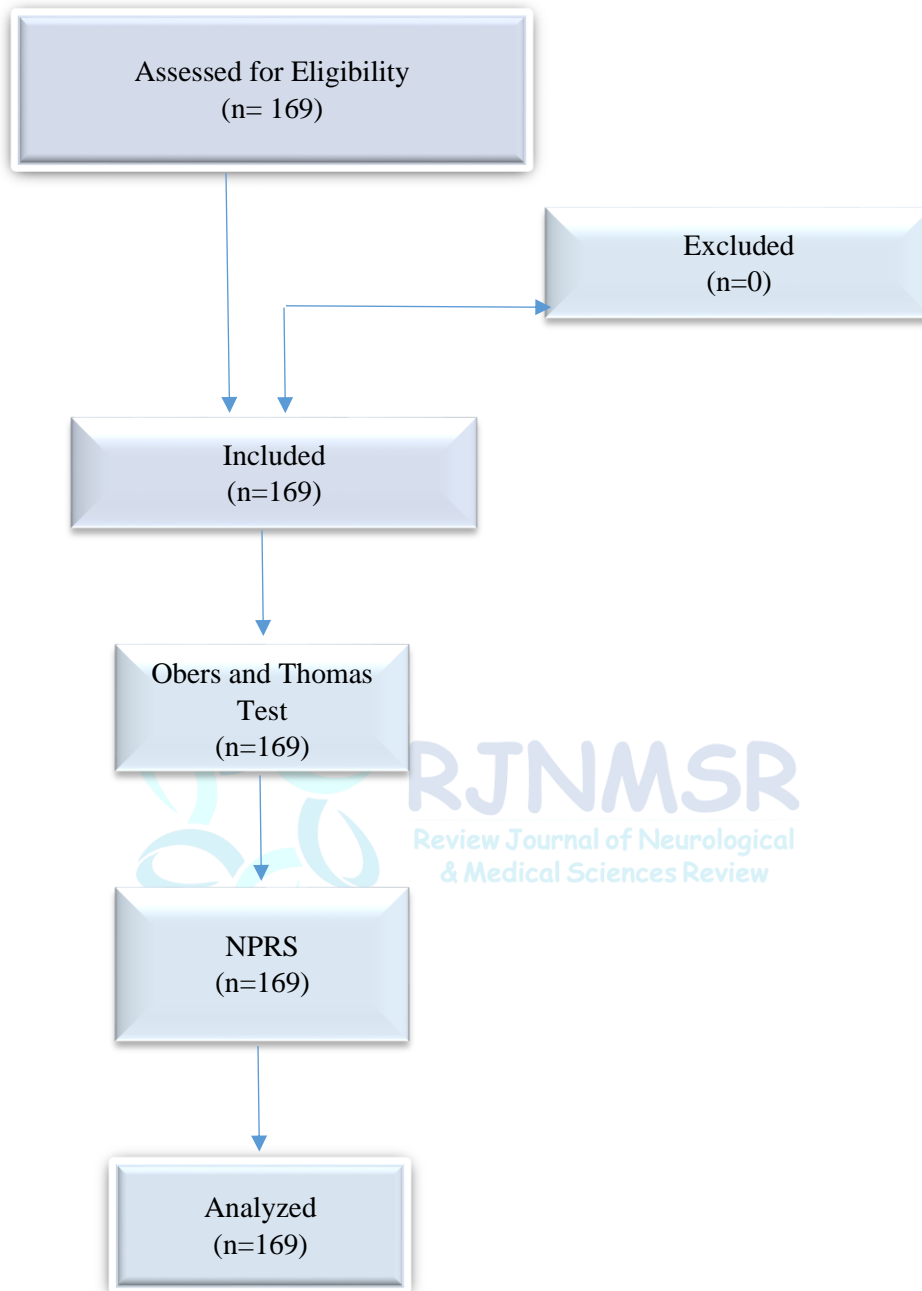 Assessed for Eligibility
(n= 169)
Excluded
(n=0)
Included
(n=169)
Obers and Thomas
Test
(n=169)
RJNMSR
Review Journal of Neurological
& Medical Sciences Review
NPRS
(n=169)
Analyzed
(n=169)